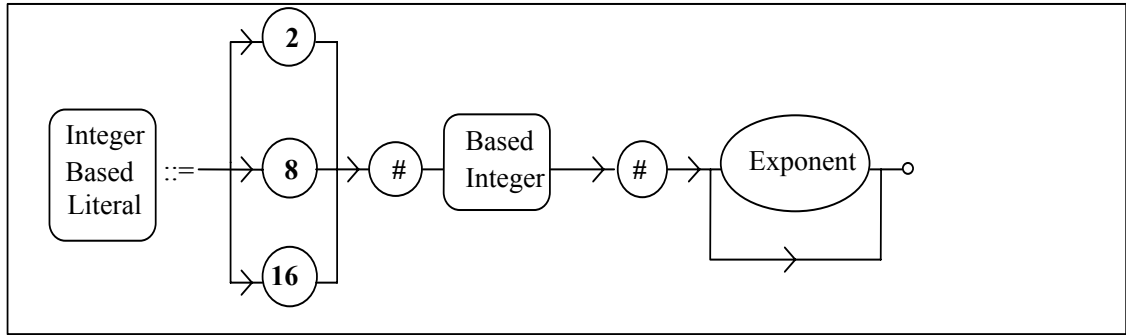 Integer
Based
Literal
::=
2
8
16
#
Based
Integer
#
Exponent